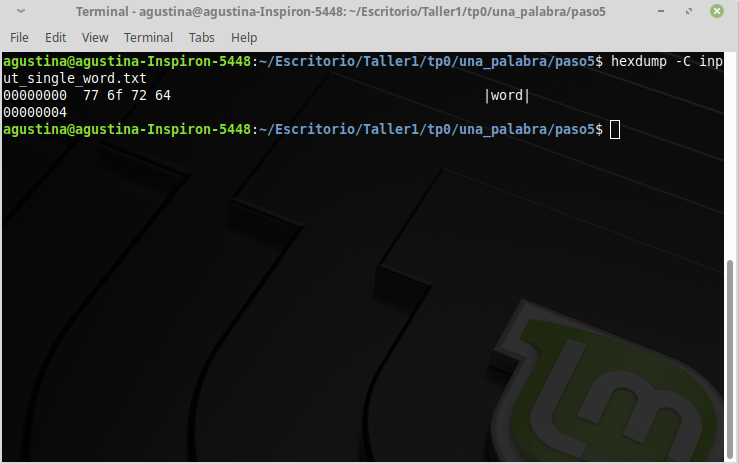 Terminal - agustina@agustina-Inspiron-5448: ~/Escritorio/Taller1/tp0/una_palabra/paso5
File Edit View Terminal Tabs Help
agustina@agustina-Inspiron-5448:~/Escritorio/Taller1/tp0/una_palabra/paso5$ hexdump -C inp
ut_single_word.txt
00000000  77 6f 72 64                                       |word|
00000004
agustina@agustina-Inspiron-5448:~/Escritorio/Taller1/tp0/una_palabra/paso5$